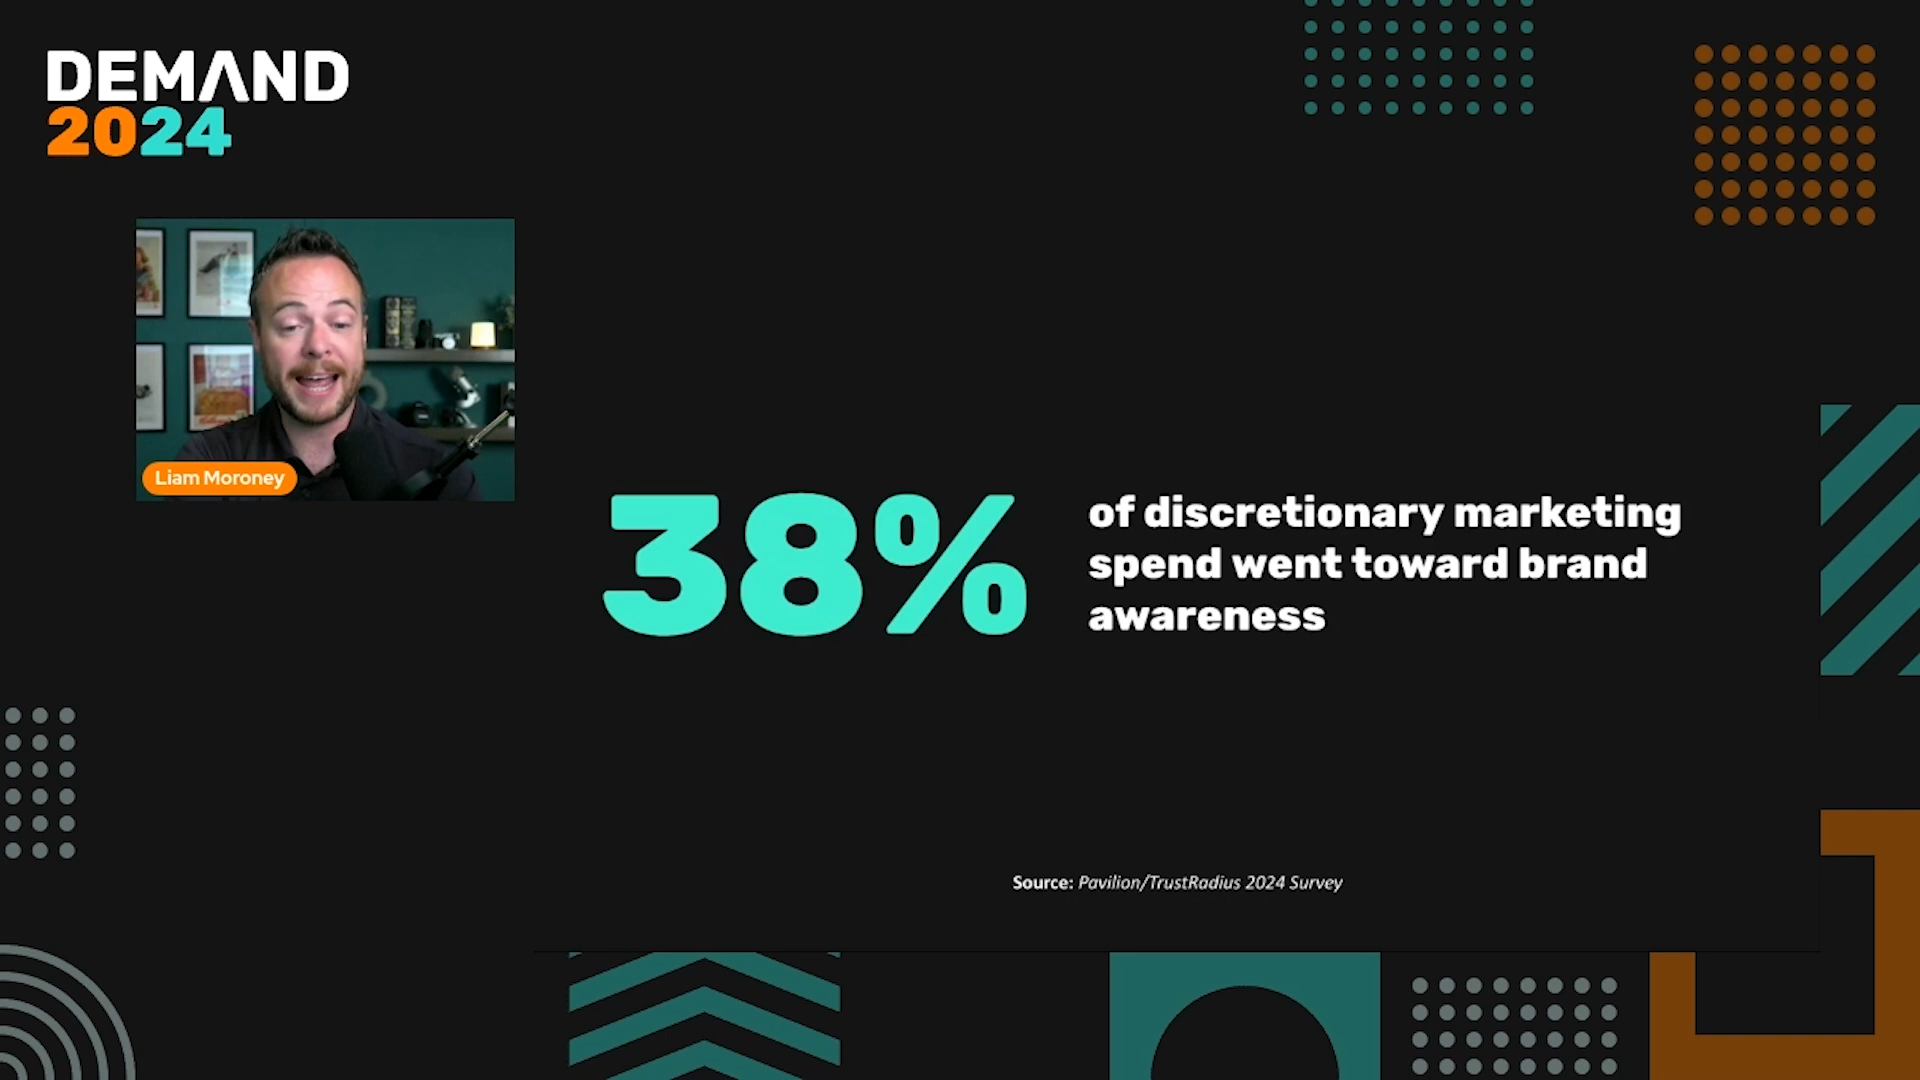 DEMAND
2024
Liam Moroney
38%
of discretionary marketing
spend went toward brand
awareness
Source: Pavilion/TrustRadius 2024 Survey